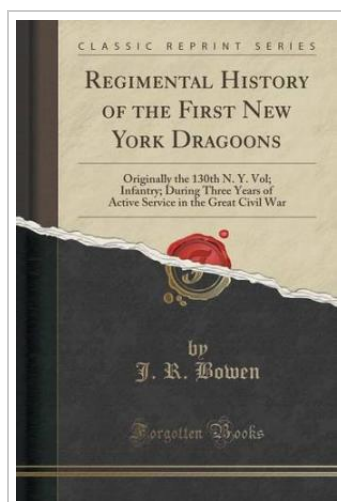 CLASSIC REPRINT SERIES
REGIMENTAL HISTORY
OF THE FIRST NEW
YORK DRAGOONS
Originally the 130th N. Y. Vol;
Infantry; During Three Years of
Active Service in the Great Civil War
by
J. R. Bowen
Forgotten Books